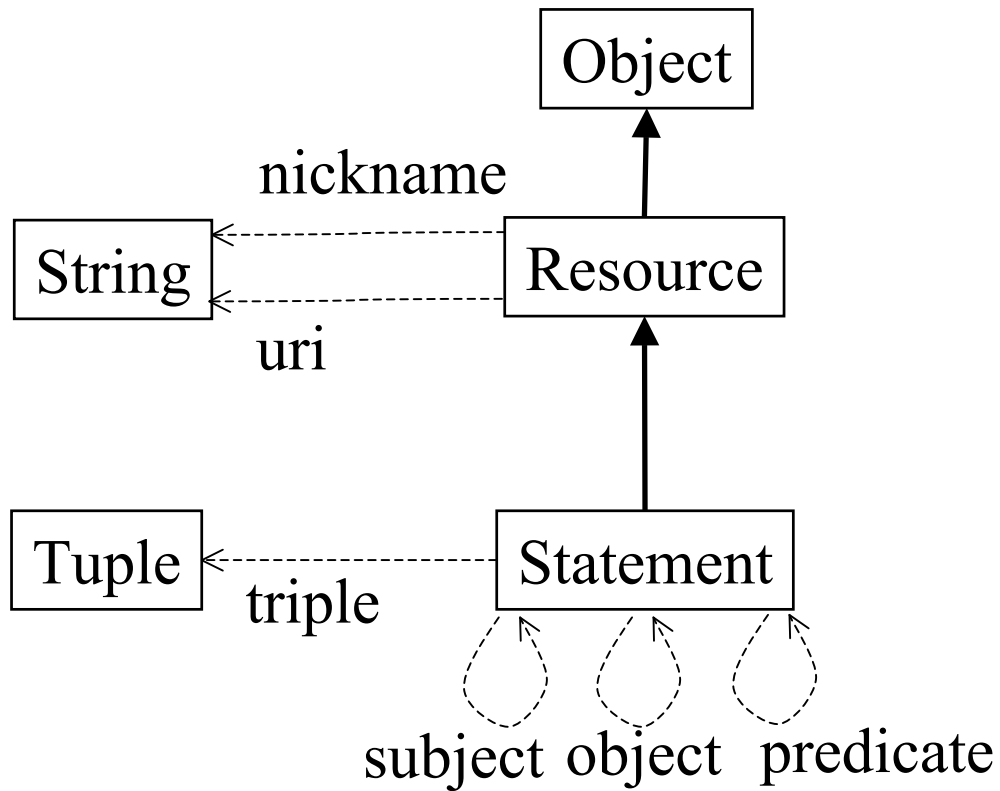 Object
nickname
String
Resource
uri
Tuple
Statement
triple
subject object predicate